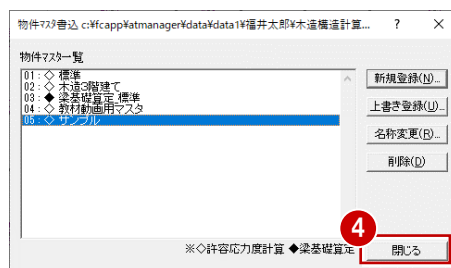 物件ﾏｽﾀ書込 c:¥fcapp¥atmanager¥data¥data1¥福井太郎¥木造構造計算... ? ×
物件ﾏｽﾀ一覧
01：◇ 標準
02：◇ 木造3階建て
03：◆ 梁基礎算定_標準
04：◇ 教材動画用マスタ
05：◇ サンプル
新規登録(N)...
上書き登録(U)...
名称変更(R)...
削除(D)
4
※◇許容応力度計算 ◆梁基礎算定
閉じる